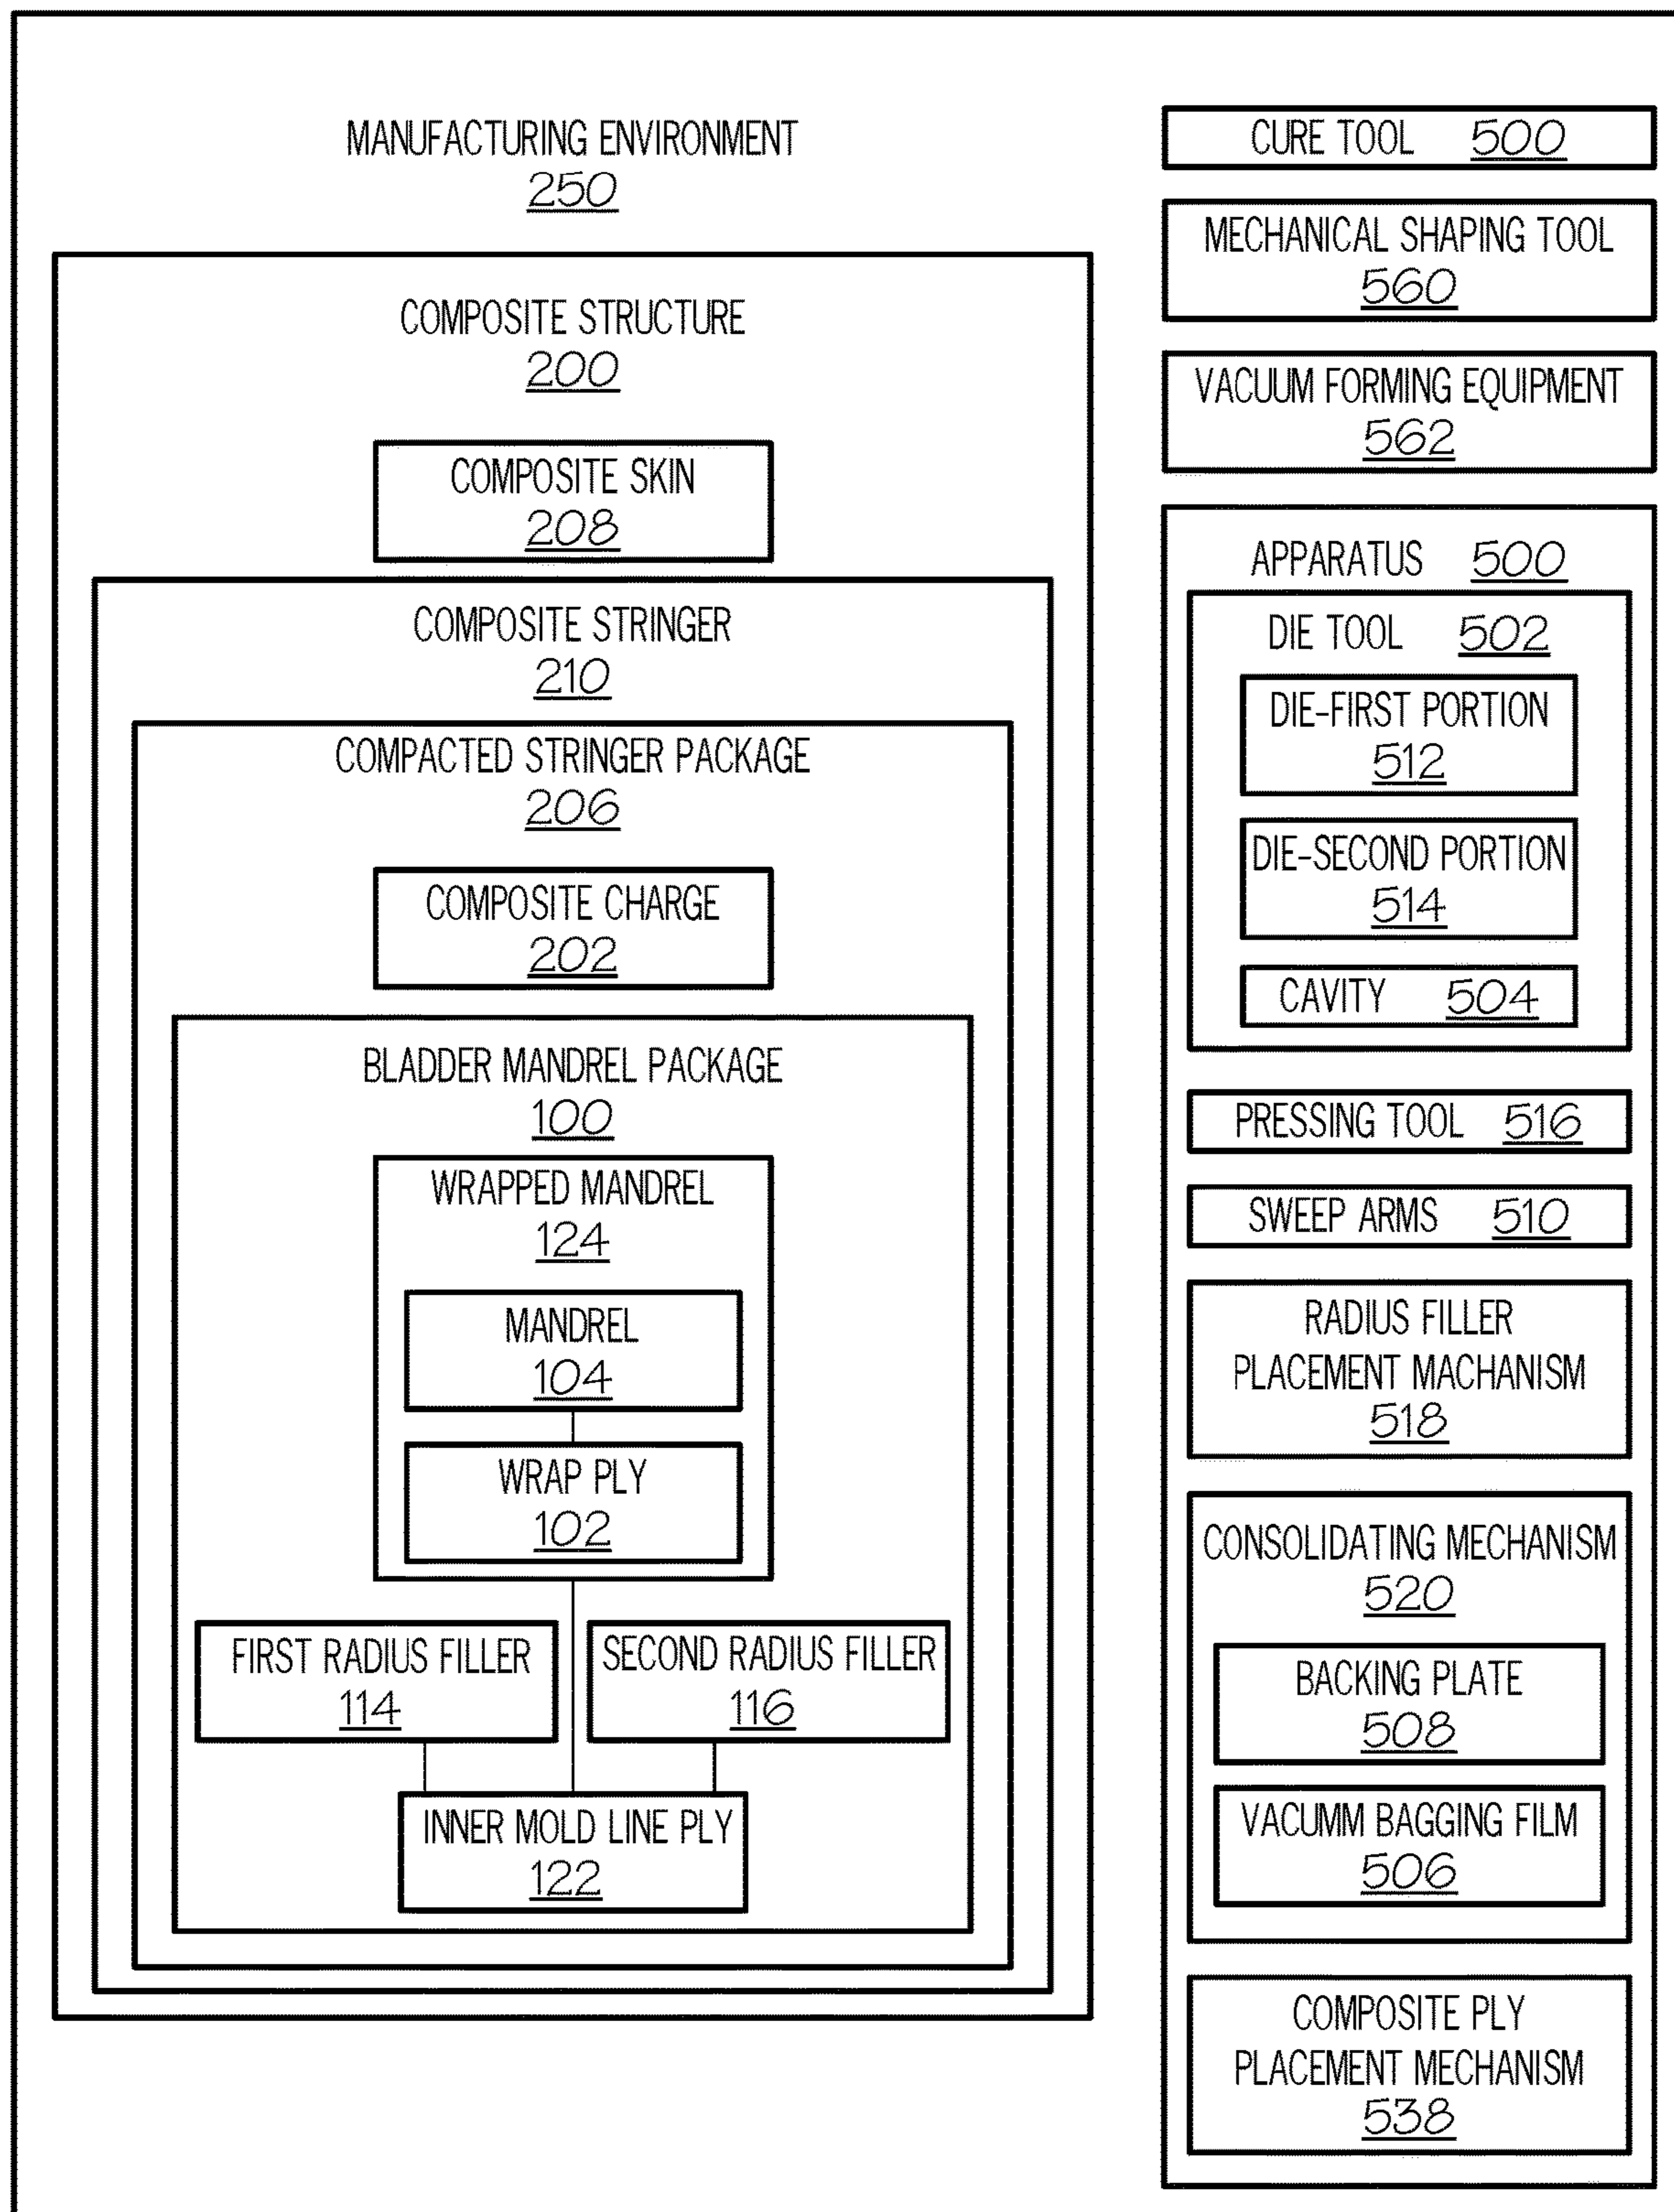 MANUFACTURING ENVIRONMENT
250
COMPOSITE STRUCTURE
200
COMPOSITE SKIN
208
COMPOSITE STRINGER
210
COMPACTED STRINGER PACKAGE
206
COMPOSITE CHARGE
202
BLADDER MANDREL PACKAGE
100
WRAPPED MANDREL
124
MANDREL
104
WRAP PLY
102
FIRST RADIUS FILLER
114
SECOND RADIUS FILLER
116
INNER MOLD LINE PLY
122
CURE TOOL 500
MECHANICAL SHAPING TOOL
560
VACUUM FORMING EQUIPMENT
562
APPARATUS 500
DIE TOOL 502
DIE-FIRST PORTION
512
DIE-SECOND PORTION
514
CAVITY 504
PRESSING TOOL 516
SWEEP ARMS 510
RADIUS FILLER
PLACEMENT MACHANISM
518
CONSOLIDATING MECHANISM
520
BACKING PLATE
508
VACUMM BAGGING FILM
506
COMPOSITE PLY
PLACEMENT MECHANISM
538